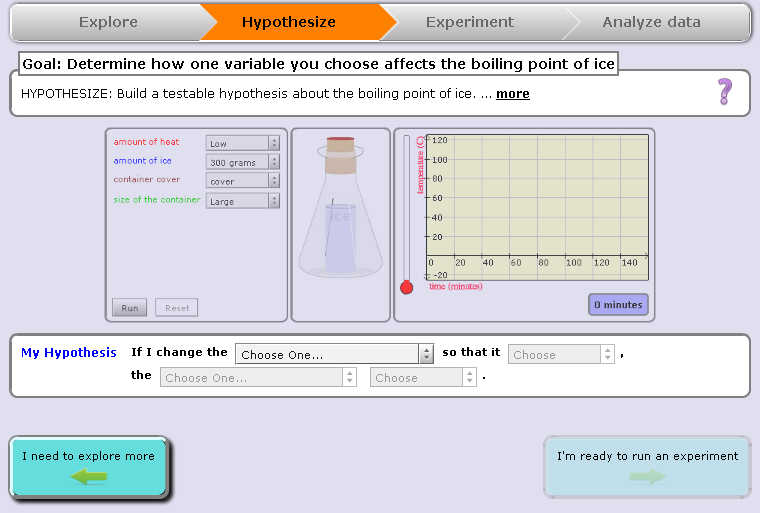 Explore
Hypothesize
Experiment
Analyze data
Goal: Determine how one variable you choose affects the boiling point of ice
HYPOTHESIZE: Build a testable hypothesis about the boiling point of ice. ... more
?
amount of heat Low
amount of ice 300 grams
container cover cover
size of the container Large
Run Reset
ice
temperature (C)
120
100
80
60
40
20
0 20 40 60 80 100 120 140
-20
time (minutes)
0 minutes
My Hypothesis If I change the Choose One... so that it Choose ,
the Choose One... Choose .
I need to explore more
I'm ready to run an experiment